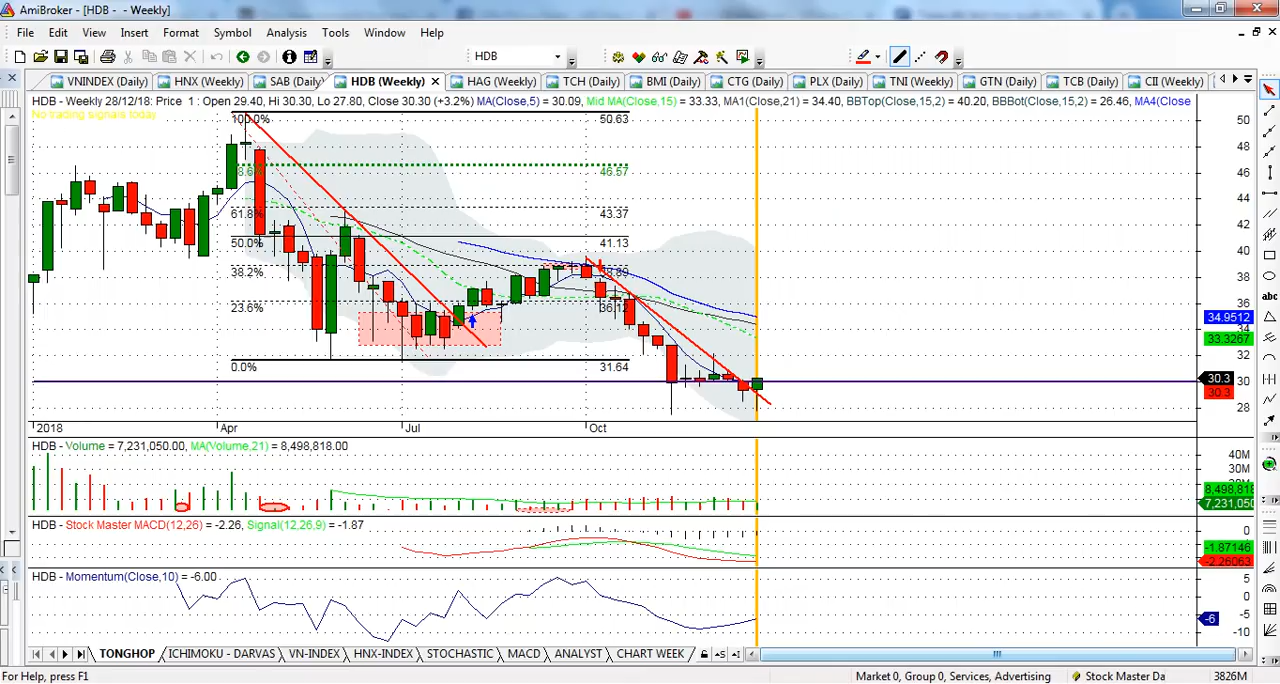 AmiBroker - [HDB - - Weekly]
File Edit View Insert Format Symbol Analysis Tools Window Help
HDB
VNINDEX (Daily) HNX (Weekly) SAB (Daily) HDB (Weekly) HAG (Weekly) TCH (Daily) BMI (Daily) CTG (Daily) PLX (Daily) TNI (Weekly) GTN (Daily) TCB (Daily) CII (Weekly)
HDB - Weekly 28/12/18: Price 1: Open 29.40, Hi 30.30, Lo 27.80, Close 30.30 (+3.2%) MA(Close,5) = 30.09, Mid MA(Close,15) = 33.33, MA1(Close,21) = 34.40, BBTop(Close,15,2) = 40.20, BBBot(Close,15,2) = 26.46, MA4(Close
No trading signals today
100.0% 50.63 50
48
46.57 46
44
61.8% 43.37
42
50.0% 41.13
40
38.2% 38.89
38
23.6% 36.12 36
34.9512
34
33.3267
32
0.0% 31.64
30.3
30
30.3
28
2018 Apr Jul Oct
HDB - Volume = 7,231,050.00, MA(Volume,21) = 8,498,818.00
40M
30M
8,498,818
7,231,050
HDB - Stock Master MACD(12,26) = -2.26, Signal(12,26,9) = -1.87
0
-1.87146
-2.26063
HDB - Momentum(Close,10) = -6.00
5
0
-5
-6
-10
TONGHOP ICHIMOKU - DARVAS VN-INDEX HNX-INDEX STOCHASTIC MACD ANALYST CHART WEEK
For Help, press F1 Market 0, Group 0, Services, Advertising Stock Master Da 3826M